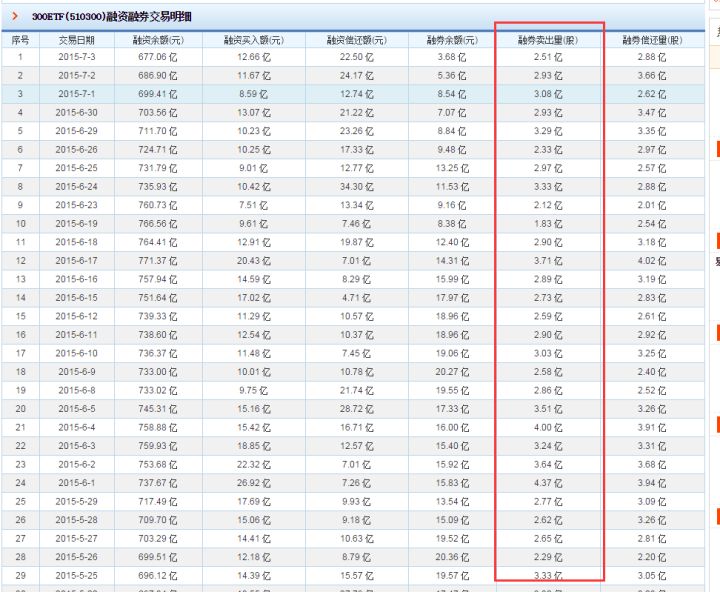 300ETF(510300)融资融券交易明细
序号 交易日期 融资余额(元) 融资买入额(元) 融资偿还额(元) 融券余额(元) 融券卖出量(股) 融券偿还量(股)
1 2015-7-3 677.06 亿 12.66 亿 22.50 亿 3.68 亿 2.51 亿 2.88 亿
2 2015-7-2 686.90 亿 11.67 亿 24.17 亿 5.36 亿 2.93 亿 3.66 亿
3 2015-7-1 699.41 亿 8.59 亿 12.74 亿 8.54 亿 3.08 亿 2.62 亿
4 2015-6-30 703.56 亿 13.07 亿 21.22 亿 7.07 亿 2.93 亿 3.47 亿
5 2015-6-29 711.70 亿 10.23 亿 23.26 亿 8.84 亿 3.29 亿 3.35 亿
6 2015-6-26 724.71 亿 10.25 亿 17.33 亿 9.48 亿 2.33 亿 2.97 亿
7 2015-6-25 731.79 亿 9.01 亿 12.77 亿 13.25 亿 2.97 亿 2.57 亿
8 2015-6-24 735.93 亿 10.42 亿 34.30 亿 11.53 亿 3.33 亿 2.88 亿
9 2015-6-23 760.73 亿 7.51 亿 13.34 亿 9.16 亿 2.12 亿 2.01 亿
10 2015-6-19 766.56 亿 9.61 亿 7.46 亿 8.38 亿 1.83 亿 2.54 亿
11 2015-6-18 764.41 亿 12.91 亿 19.87 亿 12.40 亿 2.90 亿 3.18 亿
12 2015-6-17 771.37 亿 20.43 亿 7.01 亿 14.31 亿 3.71 亿 4.02 亿
13 2015-6-16 757.94 亿 14.59 亿 8.29 亿 15.99 亿 2.89 亿 3.19 亿
14 2015-6-15 751.64 亿 17.02 亿 4.71 亿 17.97 亿 2.73 亿 2.83 亿
15 2015-6-12 739.33 亿 11.29 亿 10.57 亿 18.96 亿 2.59 亿 2.61 亿
16 2015-6-11 738.60 亿 12.54 亿 10.37 亿 18.96 亿 2.90 亿 2.92 亿
17 2015-6-10 736.37 亿 11.48 亿 7.45 亿 19.06 亿 3.03 亿 3.25 亿
18 2015-6-9 733.00 亿 10.01 亿 10.78 亿 20.27 亿 2.58 亿 2.40 亿
19 2015-6-8 733.02 亿 9.75 亿 21.74 亿 19.55 亿 2.86 亿 2.52 亿
20 2015-6-5 745.31 亿 15.16 亿 28.72 亿 17.33 亿 3.51 亿 3.26 亿
21 2015-6-4 758.88 亿 15.42 亿 16.71 亿 16.00 亿 4.00 亿 3.91 亿
22 2015-6-3 759.93 亿 18.85 亿 12.57 亿 15.40 亿 3.24 亿 3.31 亿
23 2015-6-2 753.68 亿 22.32 亿 7.01 亿 15.92 亿 3.64 亿 3.68 亿
24 2015-6-1 737.67 亿 26.92 亿 7.26 亿 15.83 亿 4.37 亿 3.94 亿
25 2015-5-29 717.49 亿 17.69 亿 9.93 亿 13.54 亿 2.77 亿 3.09 亿
26 2015-5-28 709.70 亿 15.06 亿 9.18 亿 15.09 亿 2.62 亿 3.26 亿
27 2015-5-27 703.29 亿 14.41 亿 10.63 亿 19.52 亿 2.65 亿 2.81 亿
28 2015-5-26 699.51 亿 12.18 亿 8.79 亿 20.36 亿 2.29 亿 2.20 亿
29 2015-5-25 696.12 亿 14.39 亿 15.57 亿 19.57 亿 3.33 亿 3.05 亿